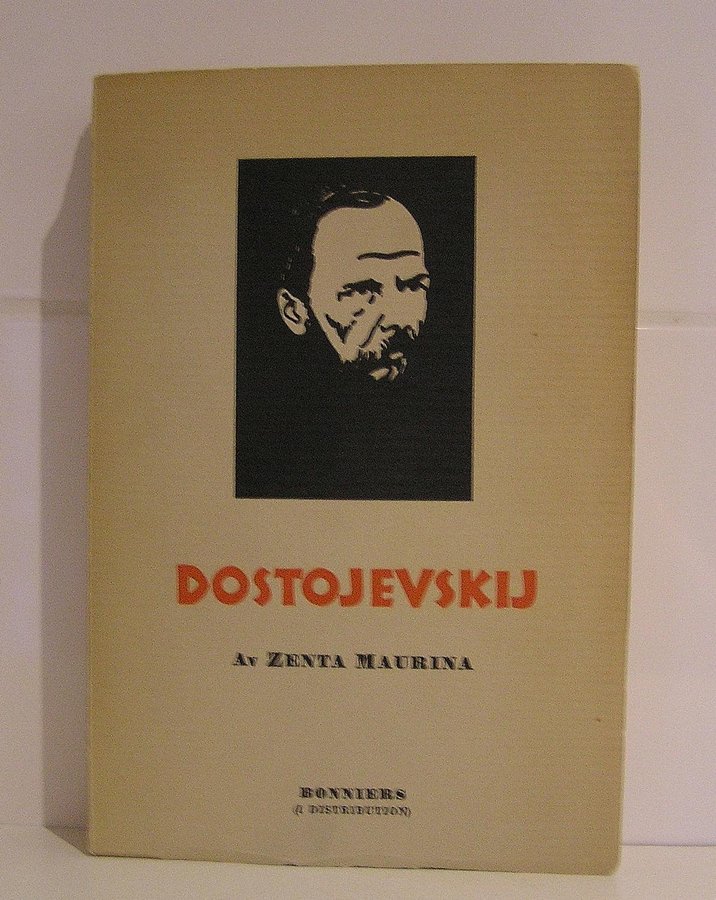 DOSTOJEVSKIJ
Av ZENTA MAURINA
BONNIERS
(I DISTRIBUTION)